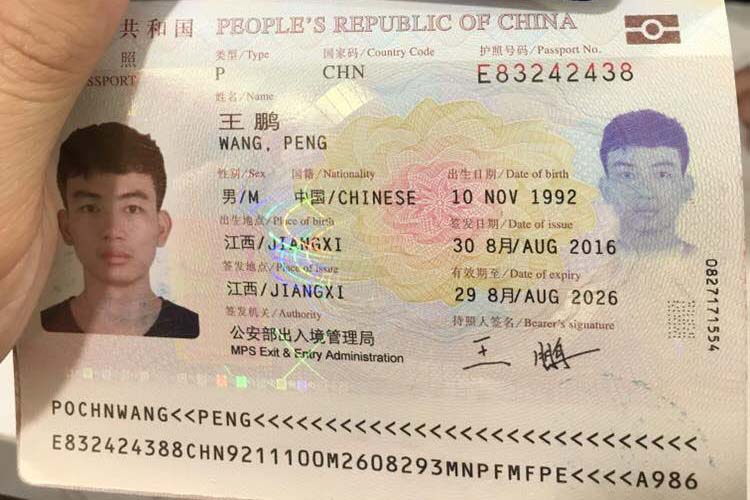 共和国 PEOPLE'S REPUBLIC OF CHINA
照
SSPORT
类型/Type 国家码/Country Code 护照号码/Passport No.
P CHN E83242438
姓名/Name
王鹏
WANG, PENG
性别/Sex 国籍/Nationality 出生日期/Date of birth
男/M 中国/CHINESE 10 NOV 1992
出生地点/Place of birth 签发日期/Date of issue
江西/JIANGXI 30 8月/AUG 2016
签发地点/Place of issue 有效期至/Date of expiry
江西/JIANGXI 29 8月/AUG 2026
签发机关/Authority 持照人签名/Bearer's signature
公安部出入境管理局 王鹏
MPS Exit & Entry Administration
0827171554
POCHNWANG<<PENG<<<<<<<<<<<<<<<<<<<<<<<<<<<<<
E832424388CHN9211100M2608293MNPFMFPE<<<<A986